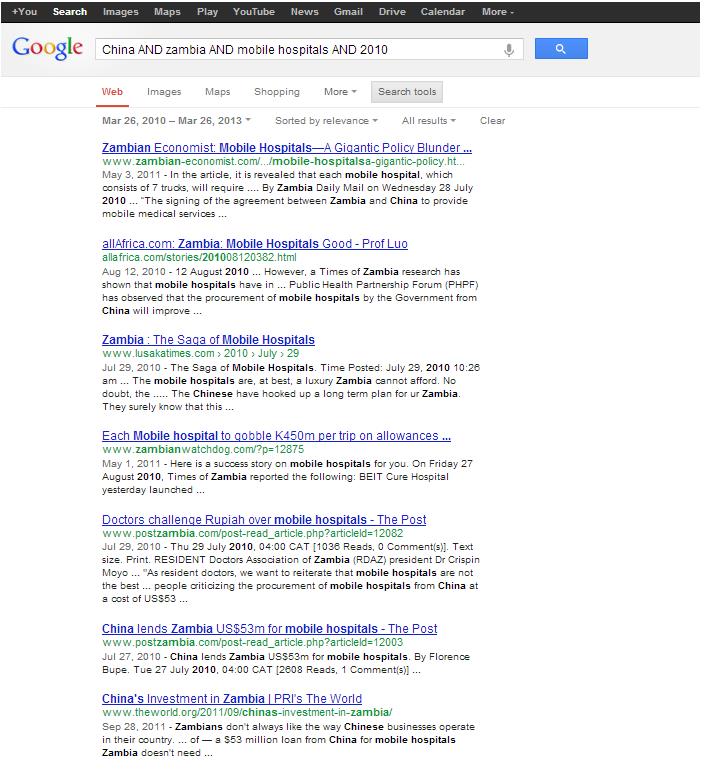 +You Search Images Maps Play YouTube News Gmail Drive Calendar More
Google China AND zambia AND mobile hospitals AND 2010
Web Images Maps Shopping More Search tools
Mar 26, 2010 – Mar 26, 2013 Sorted by relevance All results Clear
Zambian Economist: Mobile Hospitals—A Gigantic Policy Blunder ...
www.zambian-economist.com/.../mobile-hospitalsa-gigantic-policy.ht...
May 3, 2011 - In the article, it is revealed that each mobile hospital, which
consists of 7 trucks, will require .... By Zambia Daily Mail on Wednesday 28 July
2010 ... "The signing of the agreement between Zambia and China to provide
mobile medical services ...
allAfrica.com: Zambia: Mobile Hospitals Good - Prof Luo
allafrica.com/stories/201008120382.html
Aug 12, 2010 - 12 August 2010 ... However, a Times of Zambia research has
shown that mobile hospitals have in ... Public Health Partnership Forum (PHPF)
has observed that the procurement of mobile hospitals by the Government from
China will improve ...
Zambia : The Saga of Mobile Hospitals
www.lusakatimes.com › 2010 › July › 29
Jul 29, 2010 - The Saga of Mobile Hospitals. Time Posted: July 29, 2010 10:26
am ... The mobile hospitals are, at best, a luxury Zambia cannot afford. No
doubt, the ..... The Chinese have hooked up a long term plan for ur Zambia.
They surely know that this ...
Each Mobile hospital to gobble K450m per trip on allowances ...
www.zambianwatchdog.com/?p=12875
May 1, 2011 - Here is a success story on mobile hospitals for you. On Friday 27
August 2010, Times of Zambia reported the following: BEIT Cure Hospital
yesterday launched ...
Doctors challenge Rupiah over mobile hospitals - The Post
www.postzambia.com/post-read_article.php?articleId=12082
Jul 29, 2010 - Thu 29 July 2010, 04:00 CAT [1036 Reads, 0 Comment(s)]. Text
size. Print. RESIDENT Doctors Association of Zambia (RDAZ) president Dr Crispin
Moyo ... "As resident doctors, we want to reiterate that mobile hospitals are not
the best ... people criticizing the procurement of mobile hospitals from China at
a cost of US$53 ...
China lends Zambia US$53m for mobile hospitals - The Post
www.postzambia.com/post-read_article.php?articleId=12003
Jul 27, 2010 - China lends Zambia US$53m for mobile hospitals. By Florence
Bupe. Tue 27 July 2010, 04:00 CAT [2608 Reads, 1 Comment(s)] ...
China's Investment in Zambia | PRI's The World
www.theworld.org/2011/09/chinas-investment-in-zambia/
Sep 28, 2011 - Zambians don't always like the way Chinese businesses operate
in their country. ... of — a $53 million loan from China for mobile hospitals
Zambia doesn't need ...